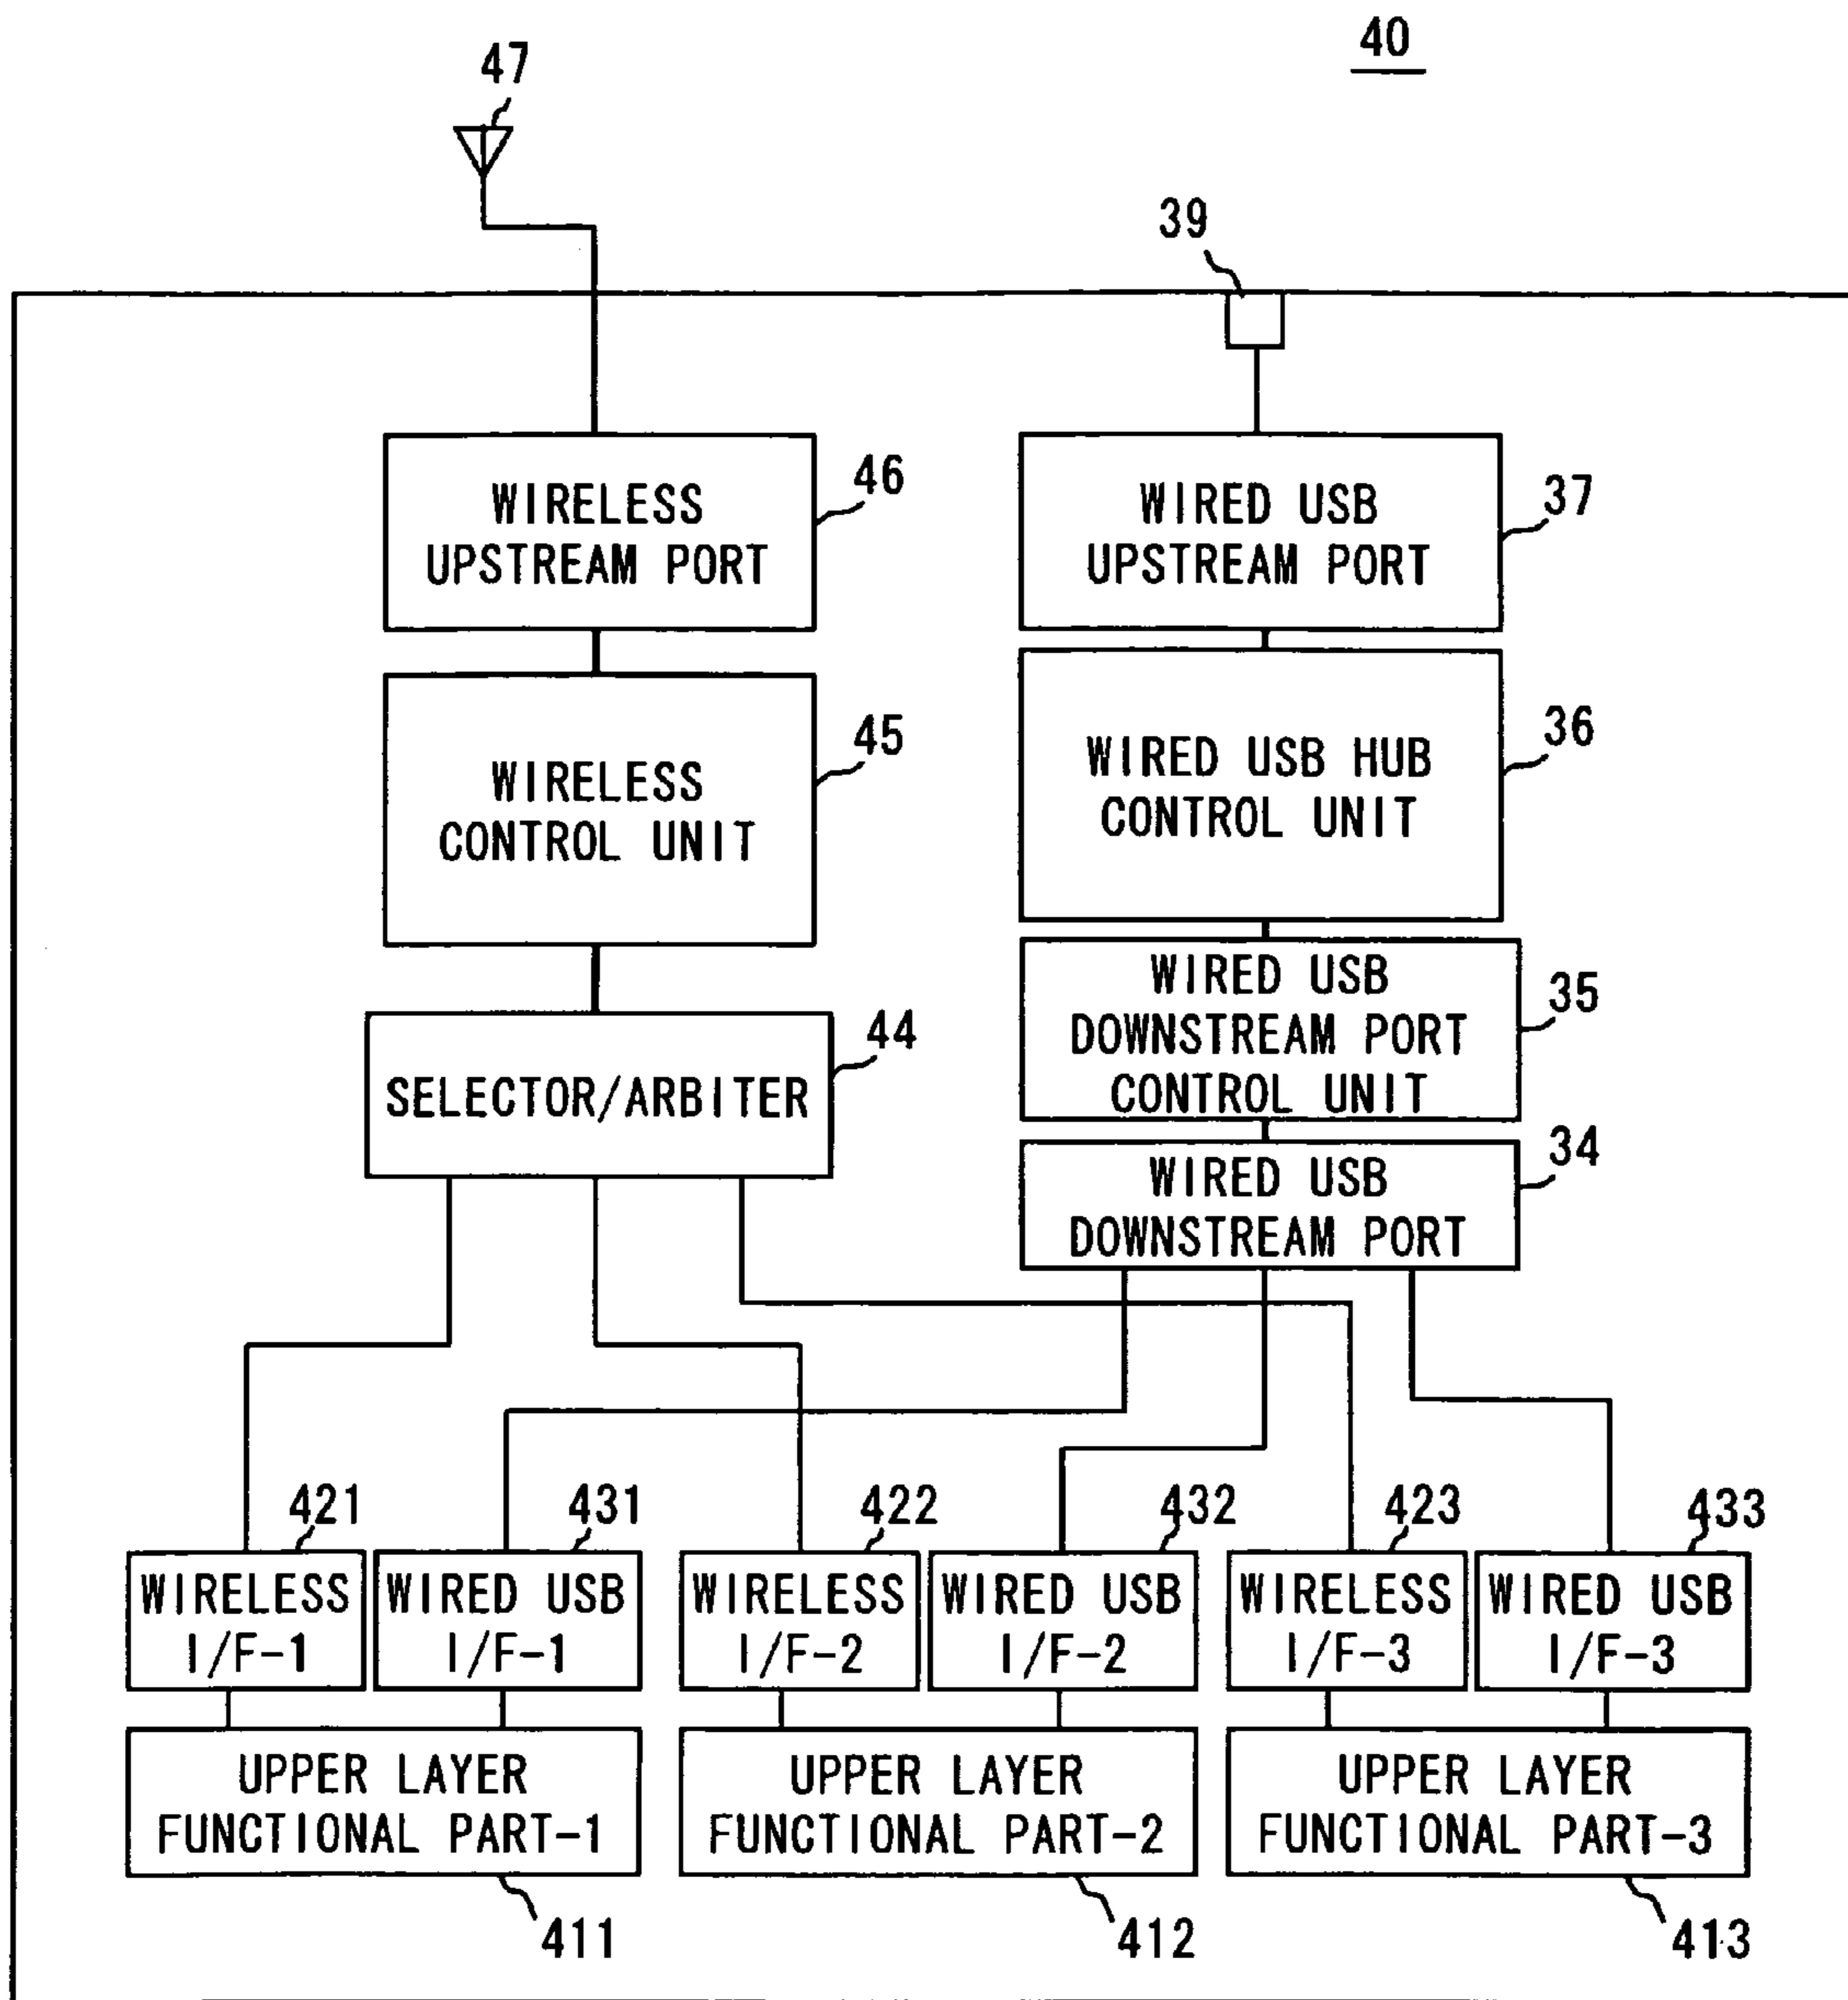 40
47
39
WIRELESS
UPSTREAM PORT
46
WIRED USB
UPSTREAM PORT
37
WIRELESS
CONTROL UNIT
45
WIRED USB HUB
CONTROL UNIT
36
WIRED USB
DOWNSTREAM PORT
CONTROL UNIT
35
SELECTOR/ARBITER
44
WIRED USB
DOWNSTREAM PORT
34
421
431
422
432
423
433
WIRELESS
I/F-1
WIRED USB
I/F-1
WIRELESS
I/F-2
WIRED USB
I/F-2
WIRELESS
I/F-3
WIRED USB
I/F-3
UPPER LAYER
FUNCTIONAL PART-1
UPPER LAYER
FUNCTIONAL PART-2
UPPER LAYER
FUNCTIONAL PART-3
411
412
413